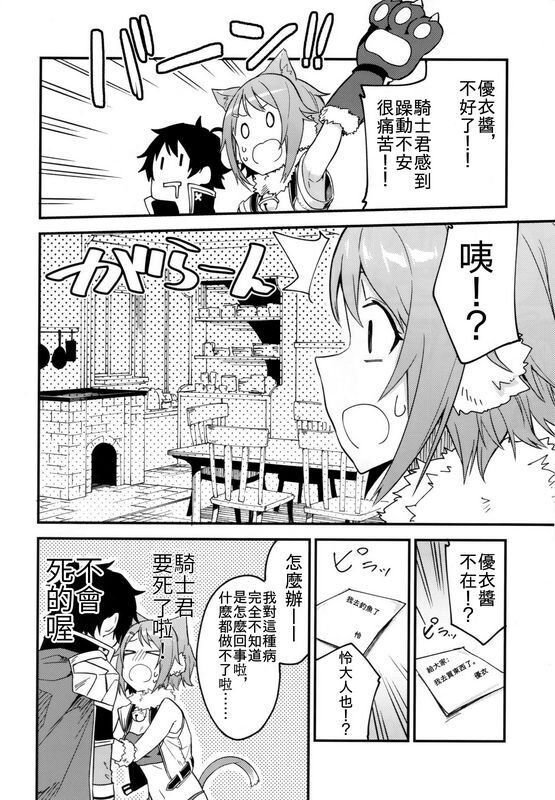 バーン!!
優衣醬,
不好了!!
騎士君感到
躁動不安
很痛苦!!
咦!?
がらーん
優衣醬
不在!?
ピラッ
給大家,
我去買東西了。
優衣
ピラッ
我去釣魚了
怜
怜大人也!?
怎麼辦——
我對這種病
完全不知道
是怎麼回事啦,
什麼都做不了啦
……
騎士君
要死了啦!
不會
死的喔